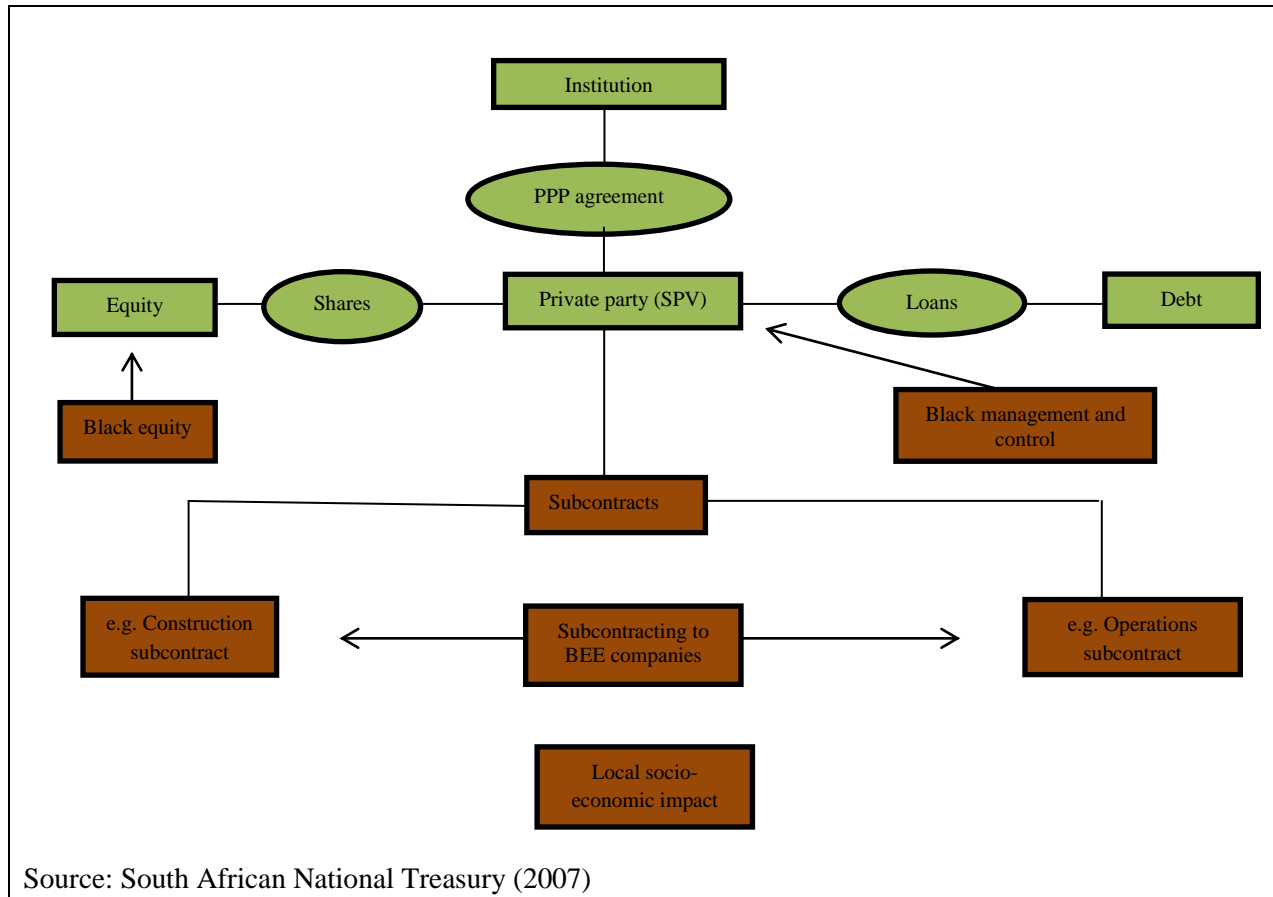 Institution
PPP agreement
Equity
Shares
Private party (SPV)
Loans
Debt
Black equity
Black management and
control
Subcontracts
e.g. Construction
subcontract
Subcontracting to
BEE companies
e.g. Operations
subcontract
Local socio-
economic impact
Source: South African National Treasury (2007)